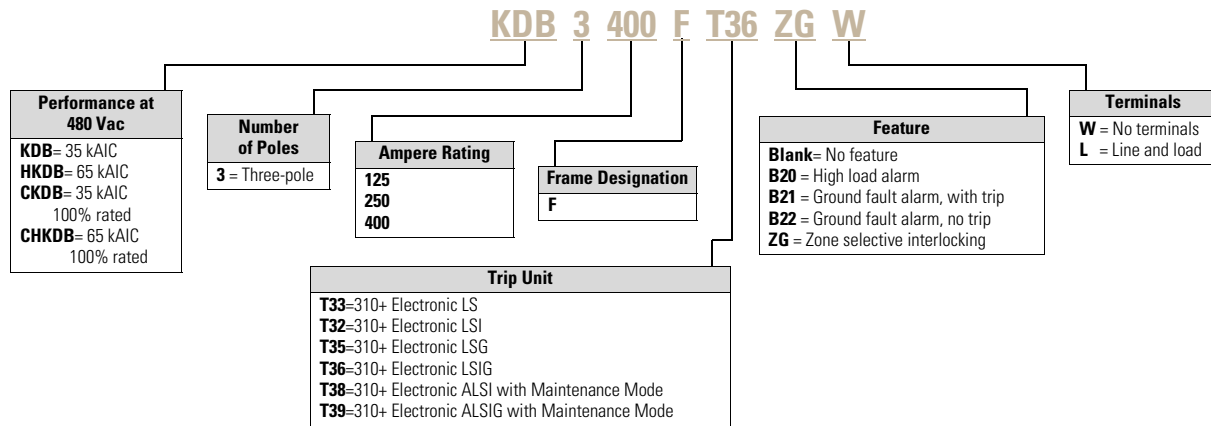 KDB 3 400 F T36 ZG W
Performance at
480 Vac
KDB= 35 kAIC
HKDB= 65 kAIC
CKDB= 35 kAIC
100% rated
CHKDB= 65 kAIC
100% rated
Number
of Poles
3 = Three-pole
Ampere Rating
125
250
400
Frame Designation
F
Trip Unit
T33=310+ Electronic LS
T32=310+ Electronic LSI
T35=310+ Electronic LSG
T36=310+ Electronic LSIG
T38=310+ Electronic ALSI with Maintenance Mode
T39=310+ Electronic ALSIG with Maintenance Mode
Feature
Blank= No feature
B20 = High load alarm
B21 = Ground fault alarm, with trip
B22 = Ground fault alarm, no trip
ZG = Zone selective interlocking
Terminals
W = No terminals
L = Line and load